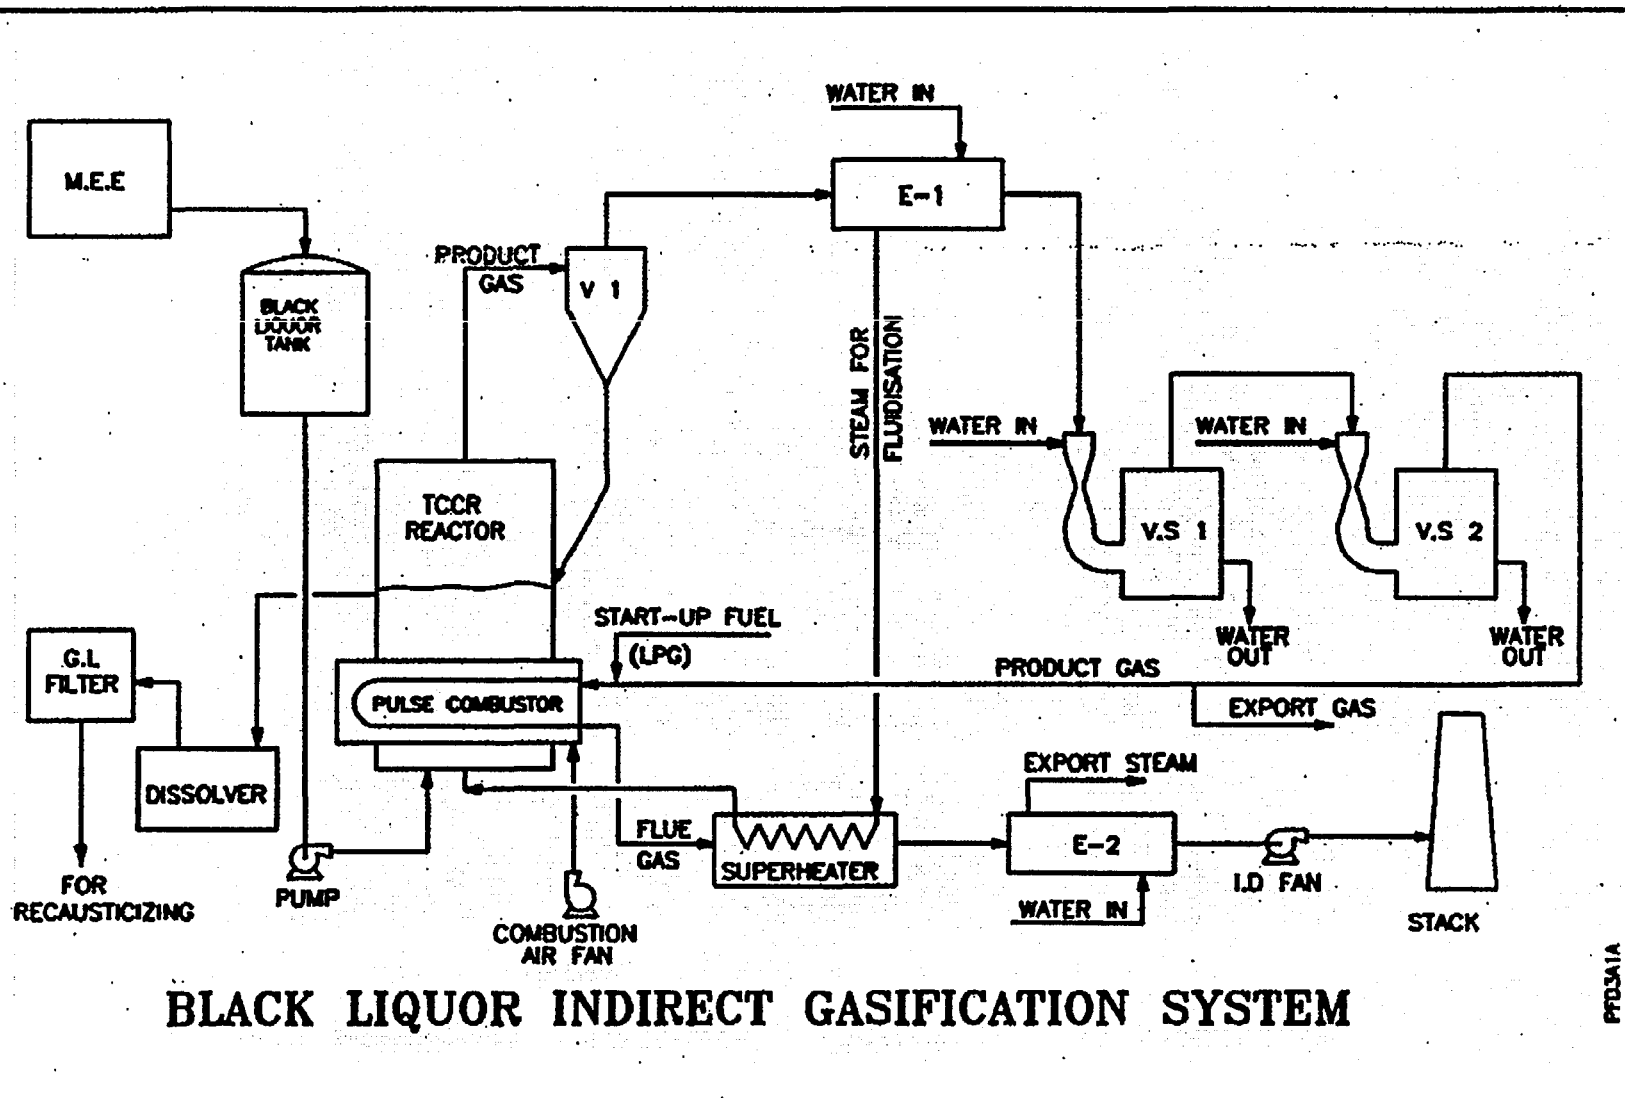 WATER IN
M.E.E
E-1
PRODUCT
GAS
V 1
BLACK
LIQUOR
TANK
STEAM FOR
FLUIDISATION
WATER IN
WATER IN
TCCR
REACTOR
V.S 1
V.S 2
START-UP FUEL
(LPG)
WATER
OUT
WATER
OUT
G.L
FILTER
PRODUCT GAS
PULSE COMBUSTOR
EXPORT GAS
EXPORT STEAM
DISSOLVER
FLUE
GAS
SUPERHEATER
E-2
I.D FAN
FOR
RECAUSTICIZING
PUMP
WATER IN
STACK
COMBUSTION
AIR FAN
BLACK LIQUOR INDIRECT GASIFICATION SYSTEM
PFD3A1A